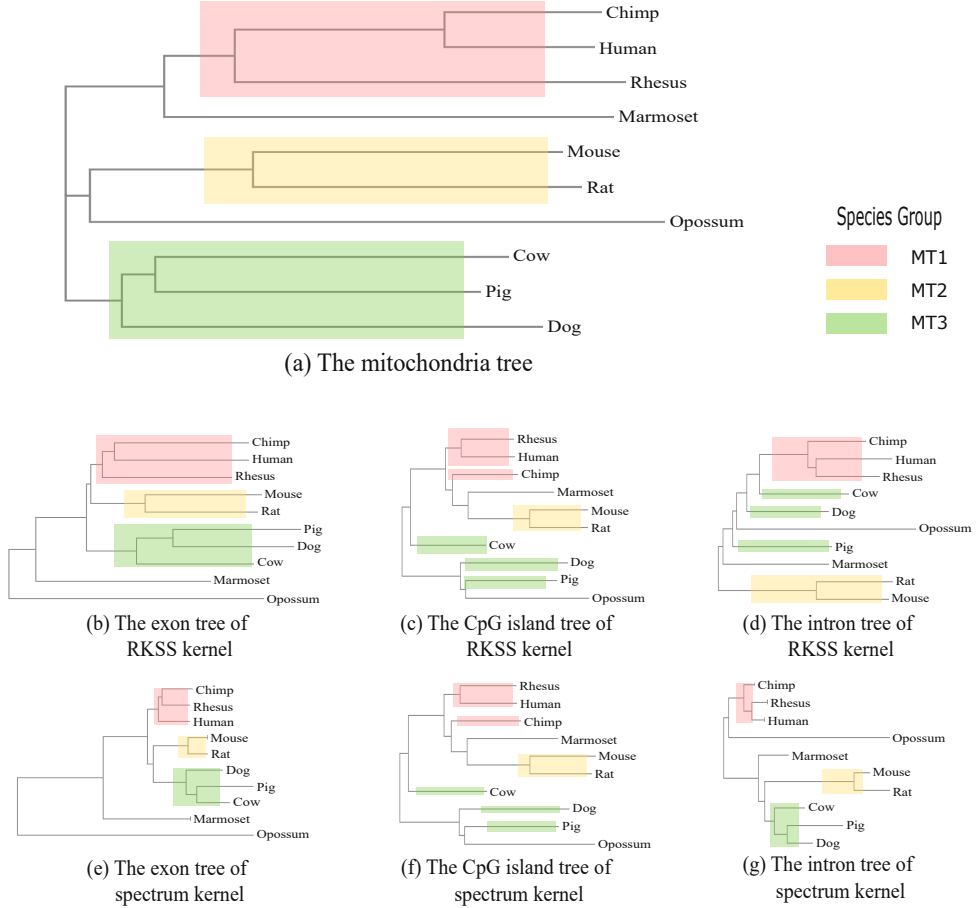 Chimp
Human
Rhesus
Marmoset
Mouse
Rat
Opossum
Cow
Pig
Dog
Species Group
MT1
MT2
MT3
(a) The mitochondria tree
Chimp
Human
Rhesus
Mouse
Rat
Pig
Dog
Cow
Marmoset
Opossum
(b) The exon tree of
RKSS kernel
Rhesus
Human
Chimp
Marmoset
Mouse
Rat
Cow
Dog
Pig
Opossum
(c) The CpG island tree of
RKSS kernel
Chimp
Human
Rhesus
Cow
Dog
Opossum
Pig
Marmoset
Rat
Mouse
(d) The intron tree of
RKSS kernel
Chimp
Rhesus
Human
Mouse
Rat
Dog
Pig
Cow
Marmoset
Opossum
(e) The exon tree of
spectrum kernel
Rhesus
Human
Chimp
Marmoset
Mouse
Rat
Cow
Dog
Pig
Opossum
(f) The CpG island tree of
spectrum kernel
Chimp
Rhesus
Human
Opossum
Marmoset
Mouse
Rat
Cow
Pig
Dog
(g) The intron tree of
spectrum kernel